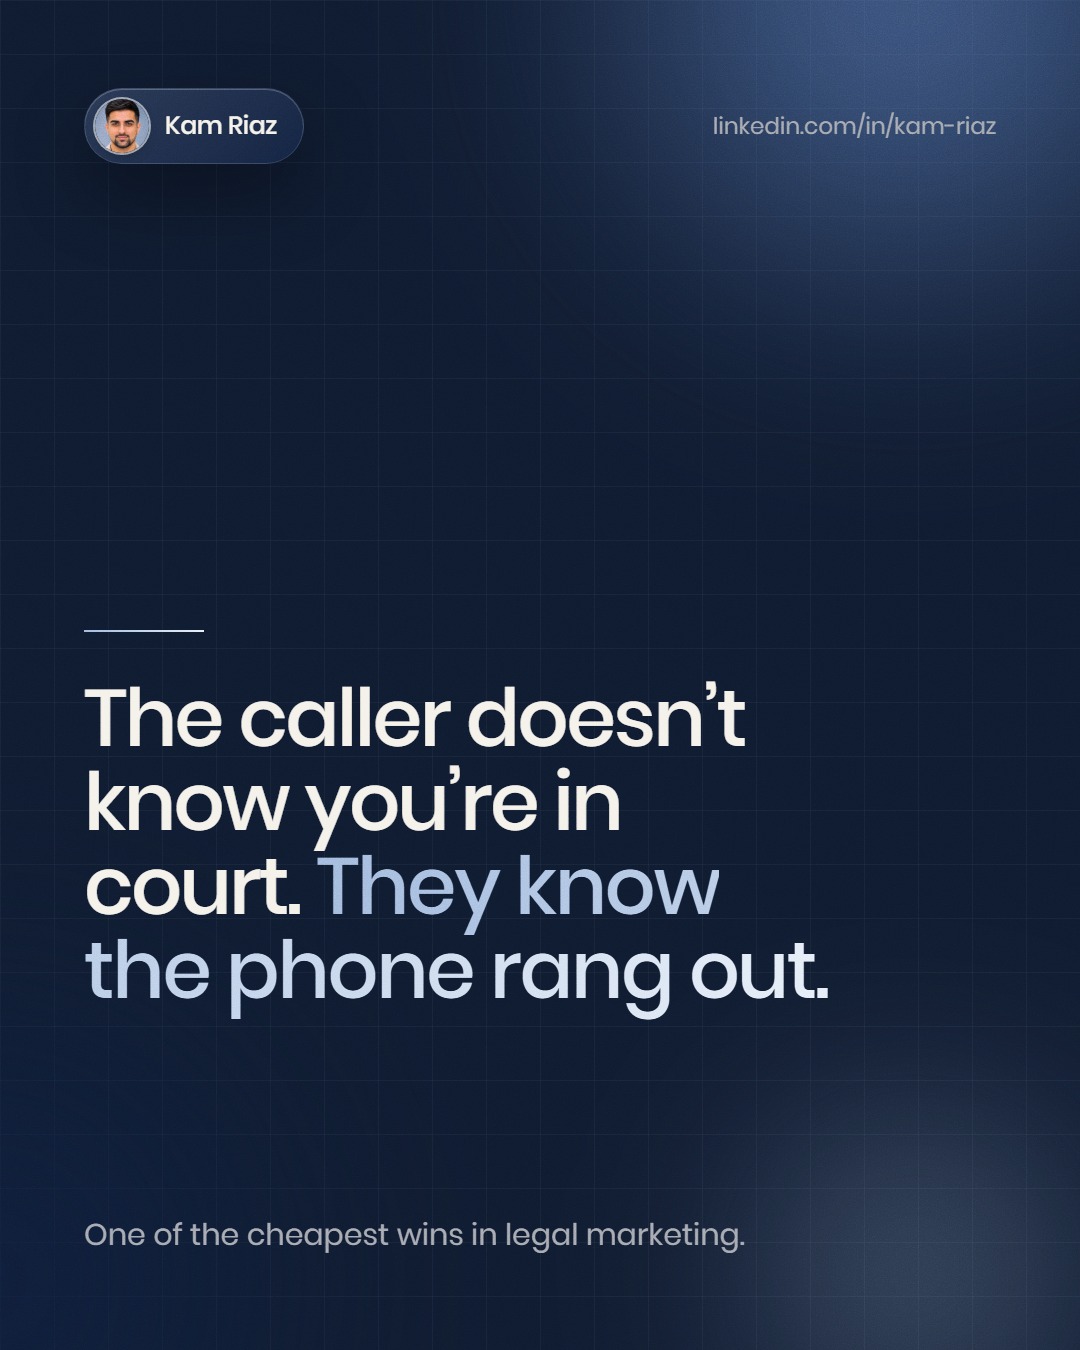 Kam Riaz
linkedin.com/in/kam-riaz
The caller doesn’t
know you’re in
court. They know
the phone rang out.
One of the cheapest wins in legal marketing.